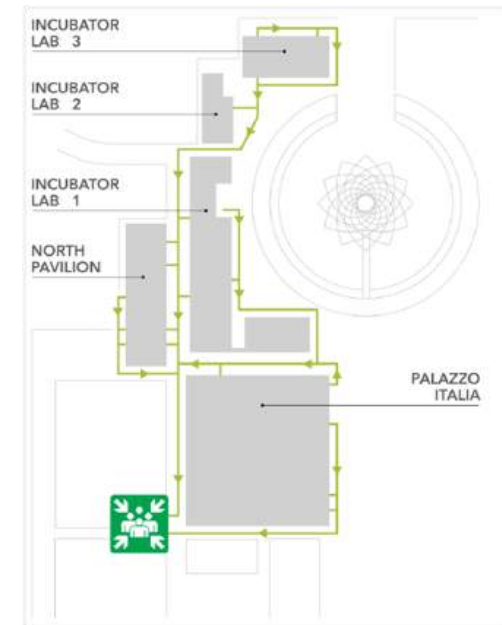 INCUBATOR
LAB 3
INCUBATOR
LAB 2
INCUBATOR
LAB 1
NORTH
PAVILION
PALAZZO
ITALIA